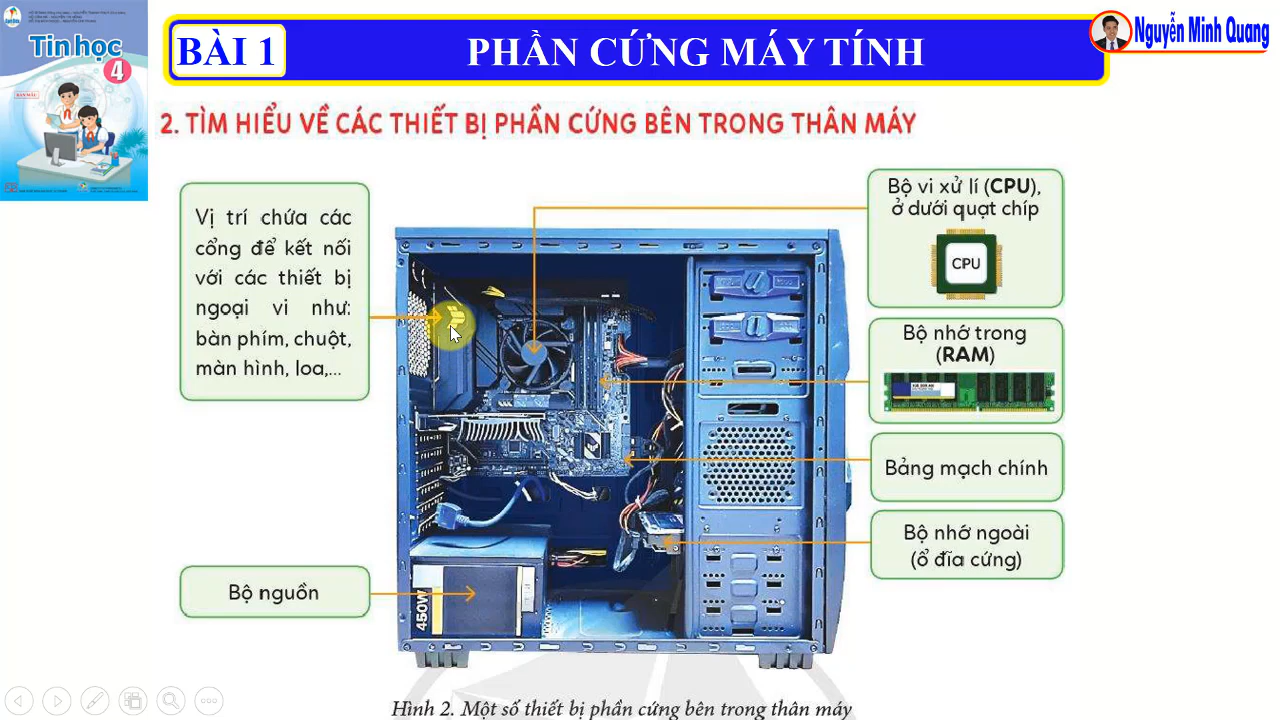 Tin học
4
BÀI 1
PHẦN CỨNG MÁY TÍNH
Nguyễn Minh Quang
2. TÌM HIỂU VỀ CÁC THIẾT BỊ PHẦN CỨNG BÊN TRONG THÂN MÁY
Vị trí chứa các
cổng để kết nối
với các thiết bị
ngoại vi như:
bàn phím, chuột,
màn hình, loa,...
Bộ vi xử lí (CPU),
ở dưới quạt chíp
CPU
Bộ nhớ trong
(RAM)
Bảng mạch chính
Bộ nhớ ngoài
(ổ đĩa cứng)
Bộ nguồn
450W
Hình 2. Một số thiết bị phần cứng bên trong thân máy